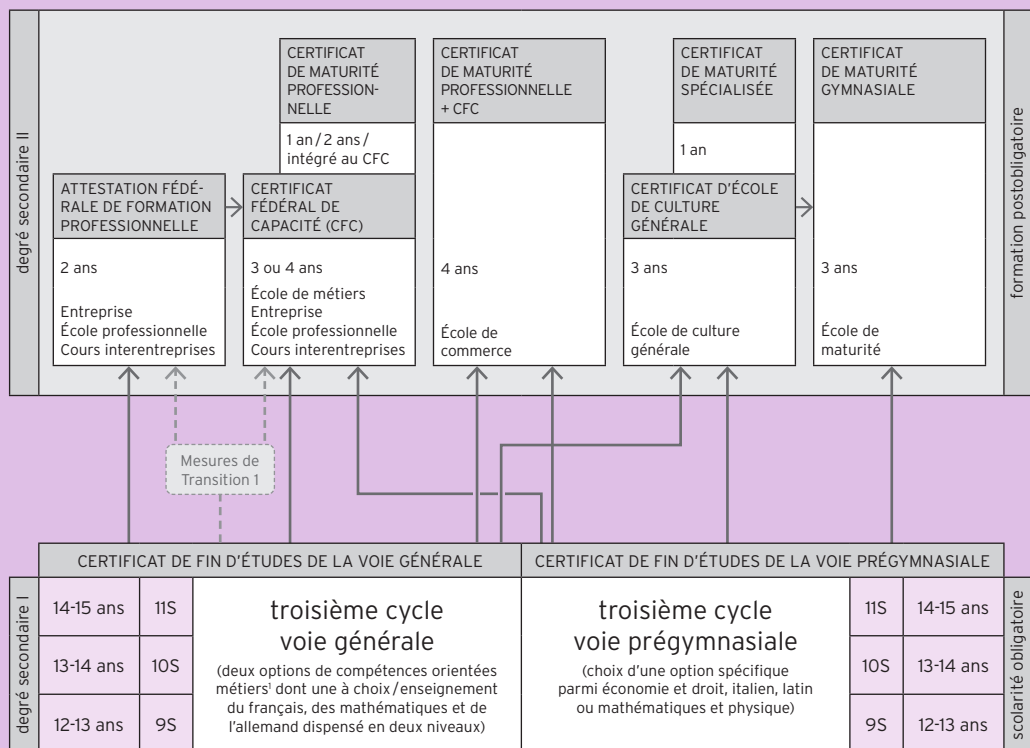 degré secondaire II
formation postobligatoire
CERTIFICAT
DE MATURITÉ
PROFESSION-
NELLE
1 an / 2 ans /
intégré au CFC
CERTIFICAT
DE MATURITÉ
PROFESSIONNELLE
+ CFC
CERTIFICAT
DE MATURITÉ
SPÉCIALISÉE
1 an
CERTIFICAT
DE MATURITÉ
GYMNASIALE
ATTESTATION FÉDÉ-
RALE DE FORMATION
PROFESSIONNELLE
2 ans
Entreprise
École professionnelle
Cours interentreprises
CERTIFICAT
FÉDÉRAL DE
CAPACITÉ (CFC)
3 ou 4 ans
École de métiers
Entreprise
École professionnelle
Cours interentreprises
4 ans
École de
commerce
CERTIFICAT D'ÉCOLE
DE CULTURE
GÉNÉRALE
3 ans
École de culture
générale
3 ans
École de
maturité
Mesures de
Transition 1
CERTIFICAT DE FIN D'ÉTUDES DE LA VOIE GÉNÉRALE
CERTIFICAT DE FIN D'ÉTUDES DE LA VOIE PRÉGYMNASIALE
degré secondaire I
14-15 ans 11S
13-14 ans 10S
12-13 ans 9S
troisième cycle
voie générale
(deux options de compétences orientées
métiers¹ dont une à choix / enseignement
du français, des mathématiques et de
l'allemand dispensé en deux niveaux)
troisième cycle
voie prégymnasiale
(choix d'une option spécifique
parmi économie et droit, italien, latin
ou mathématiques et physique)
11S 14-15 ans
10S 13-14 ans
9S 12-13 ans
scolarité obligatoire